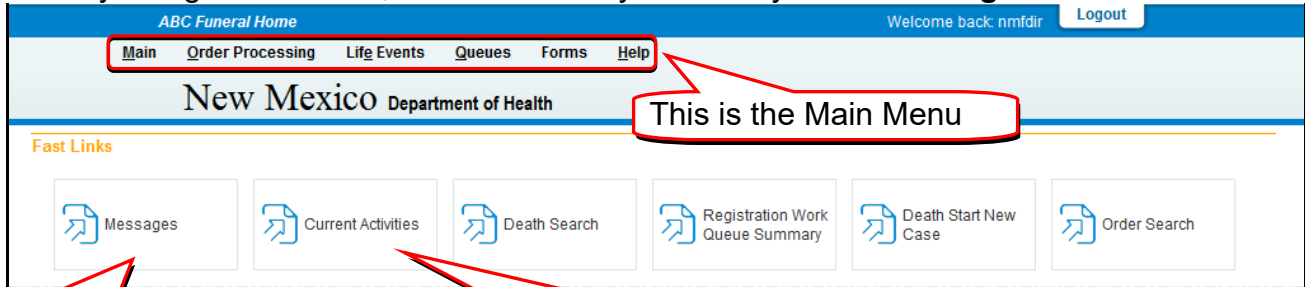 ABC Funeral Home Welcome back: nmfdir Logout
Main Order Processing Life Events Queues Forms Help
New Mexico Department of Health
This is the Main Menu
Fast Links
Messages
Current Activities
Death Search
Registration Work
Queue Summary
Death Start New
Case
Order Search